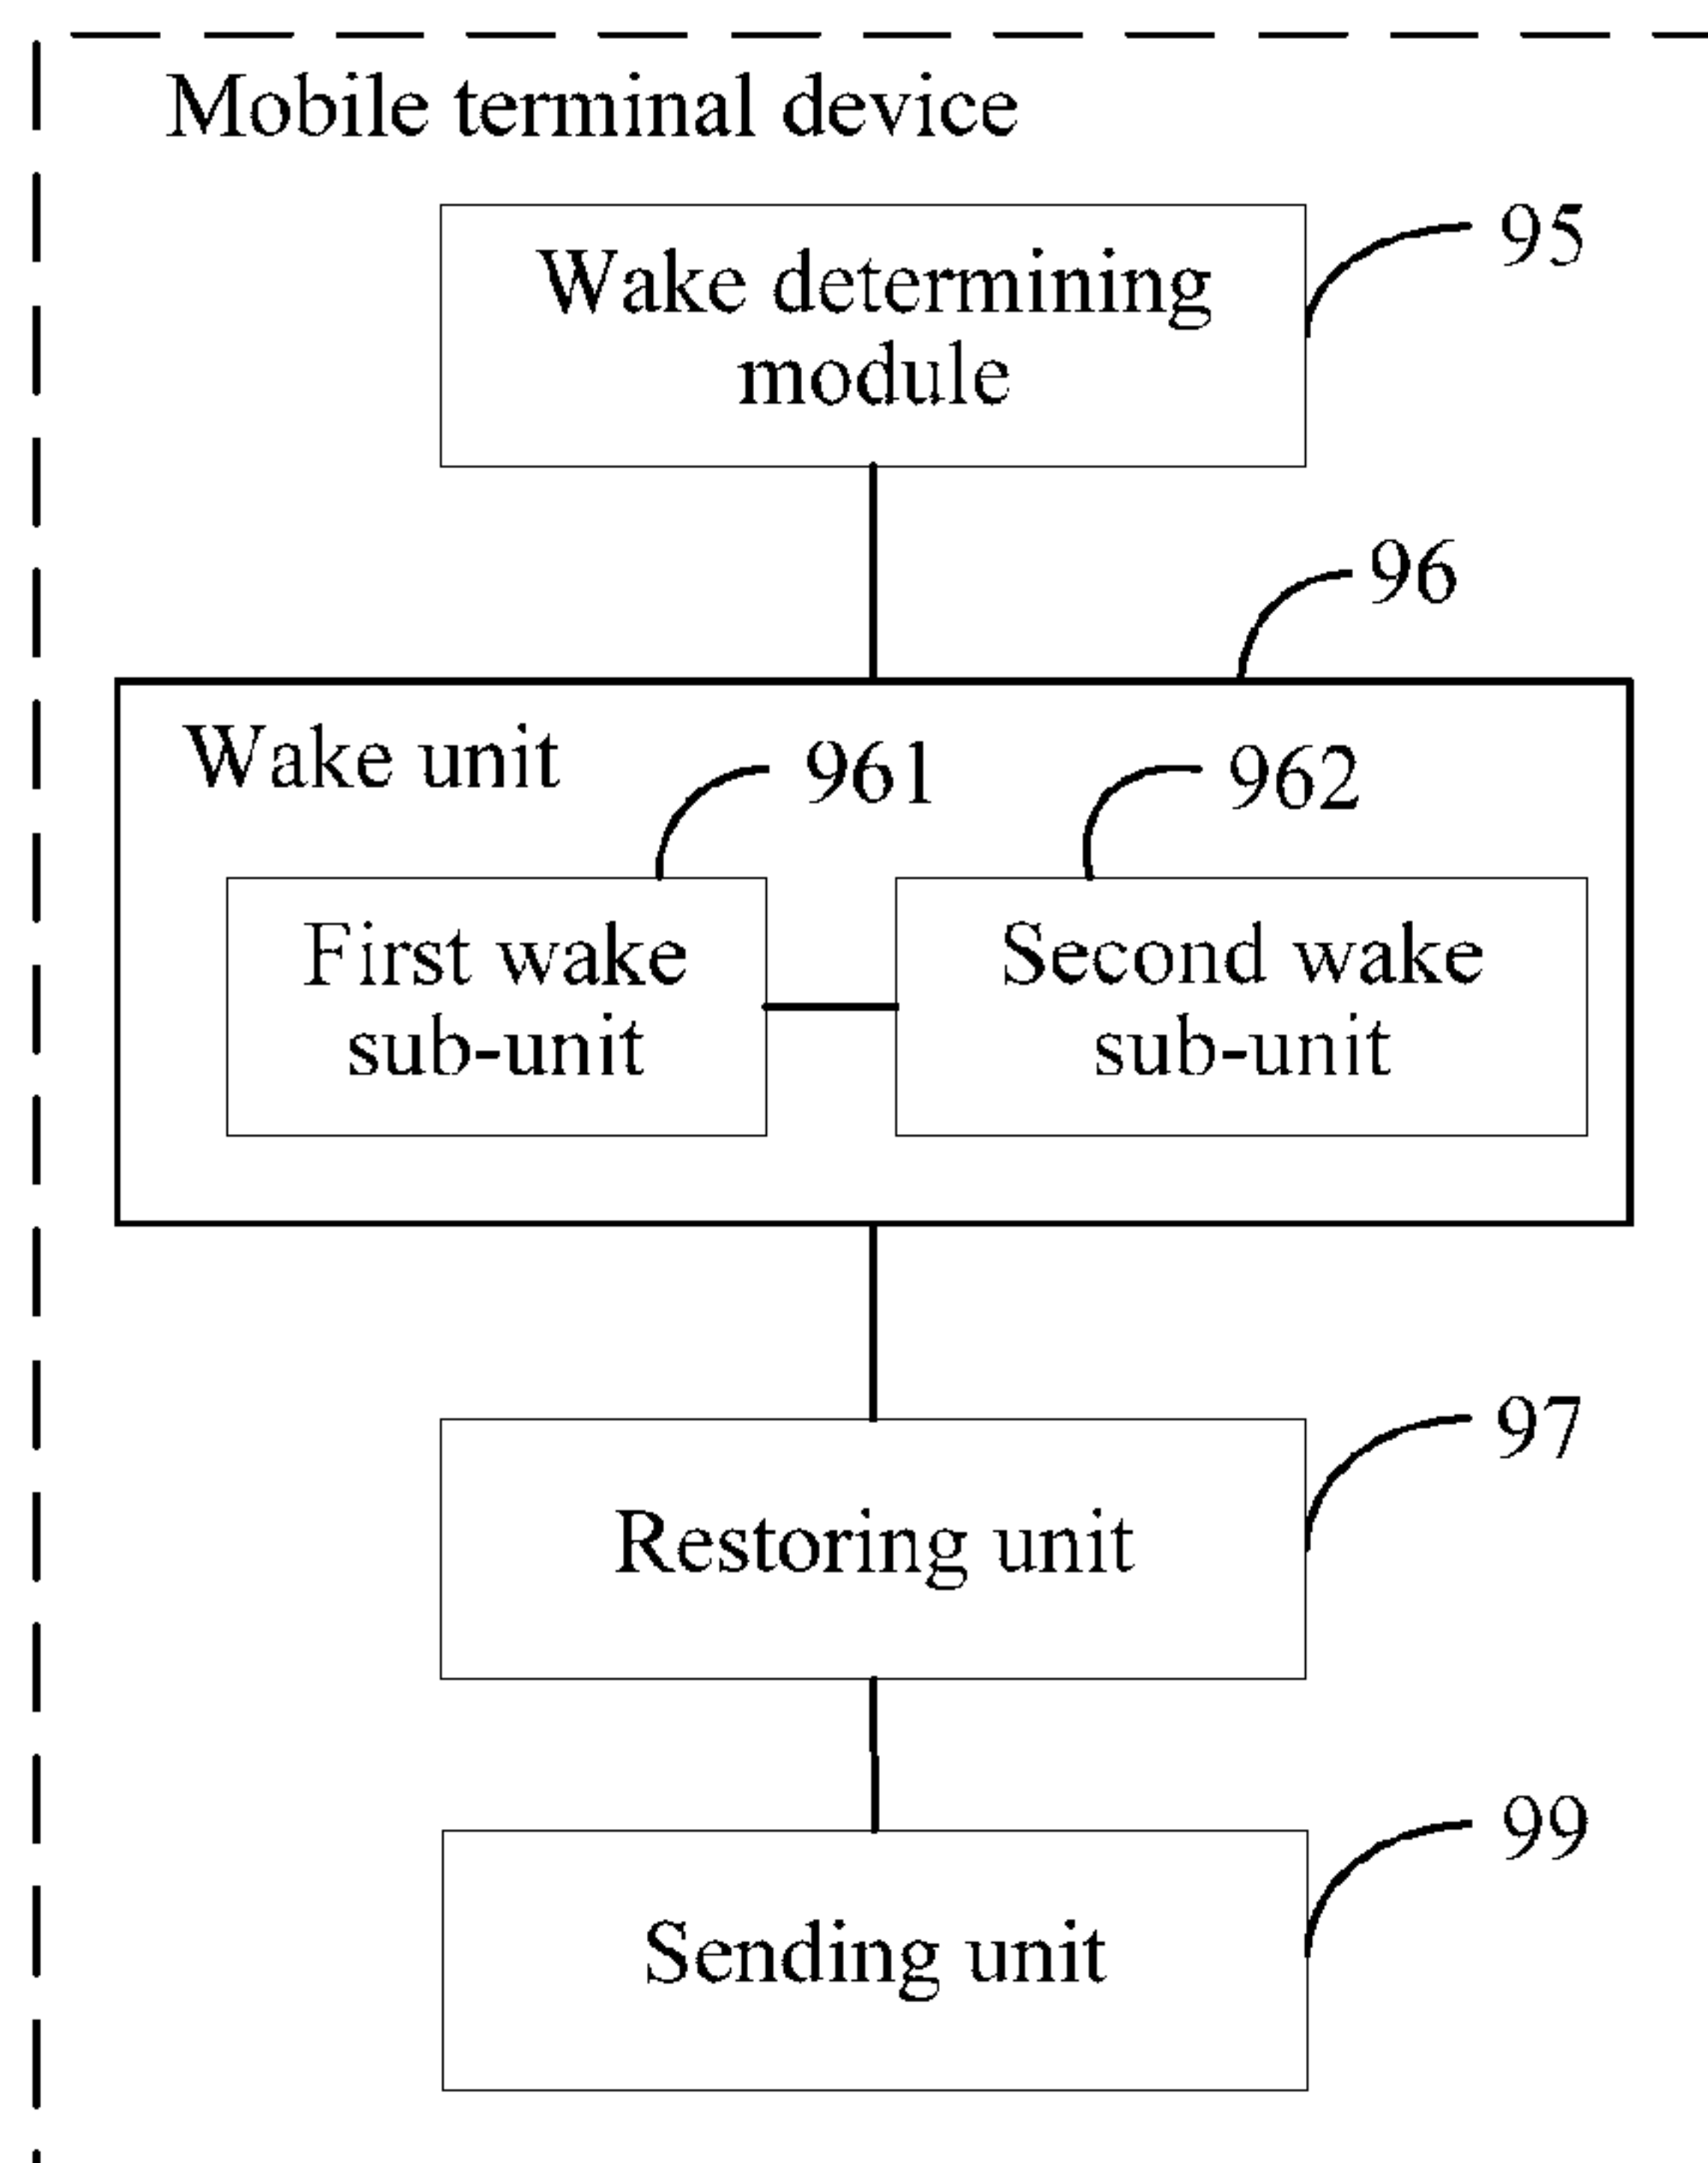 Mobile terminal device
95
Wake determining
module
96
Wake unit
961
962
First wake
sub-unit
Second wake
sub-unit
97
Restoring unit
99
Sending unit